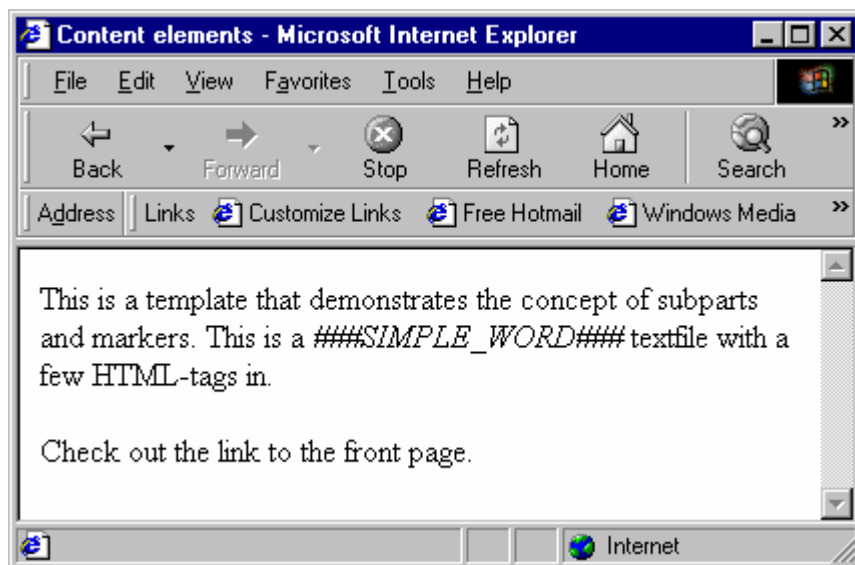 Content elements - Microsoft Internet Explorer
File Edit View Favorites Tools Help
Back Forward Stop Refresh Home Search »
Address Links Customize Links Free Hotmail Windows Media »
This is a template that demonstrates the concept of subparts
and markers. This is a ###SIMPLE_WORD### textfile with a
few HTML-tags in.
Check out the link to the front page.
Internet